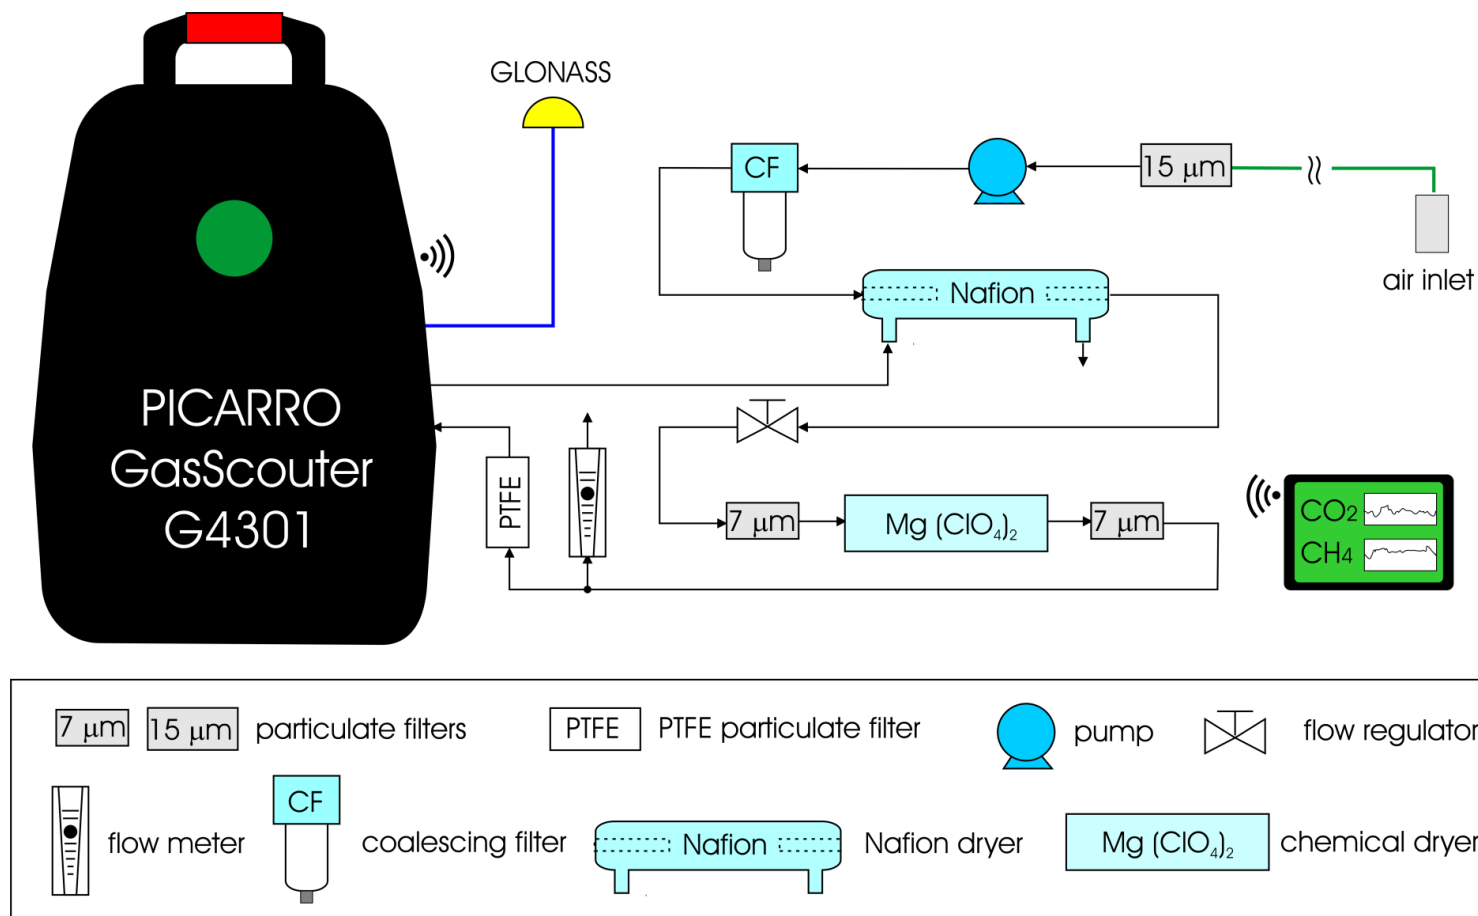 GLONASS
CF
15 μm
air inlet
Nafion
PICARRO
GasScouter
G4301
PTFE
7 μm
Mg (ClO₄)₂
7 μm
CO₂
CH₄
7 μm
15 μm
particulate filters
PTFE
PTFE particulate filter
pump
flow regulator
flow meter
CF
coalescing filter
Nafion
Nafion dryer
Mg (ClO₄)₂
chemical dryer